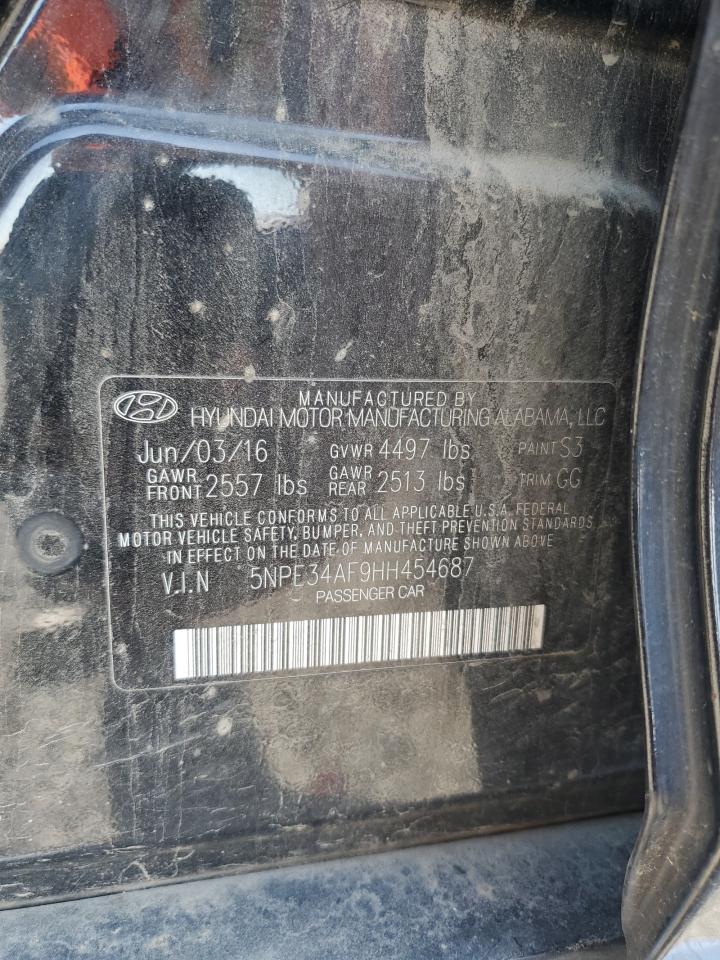 MANUFACTURED BY
HYUNDAI MOTOR MANUFACTURING ALABAMA, LLC
Jun/03/16 GVWR 4497 lbs PAINT S3
GAWR FRONT 2557 lbs GAWR REAR 2513 lbs TRIM GG
THIS VEHICLE CONFORMS TO ALL APPLICABLE U.S.A. FEDERAL
MOTOR VEHICLE SAFETY, BUMPER, AND THEFT PREVENTION STANDARDS
IN EFFECT ON THE DATE OF MANUFACTURE SHOWN ABOVE.
V.I.N 5NPE34AF9HH454687
PASSENGER CAR